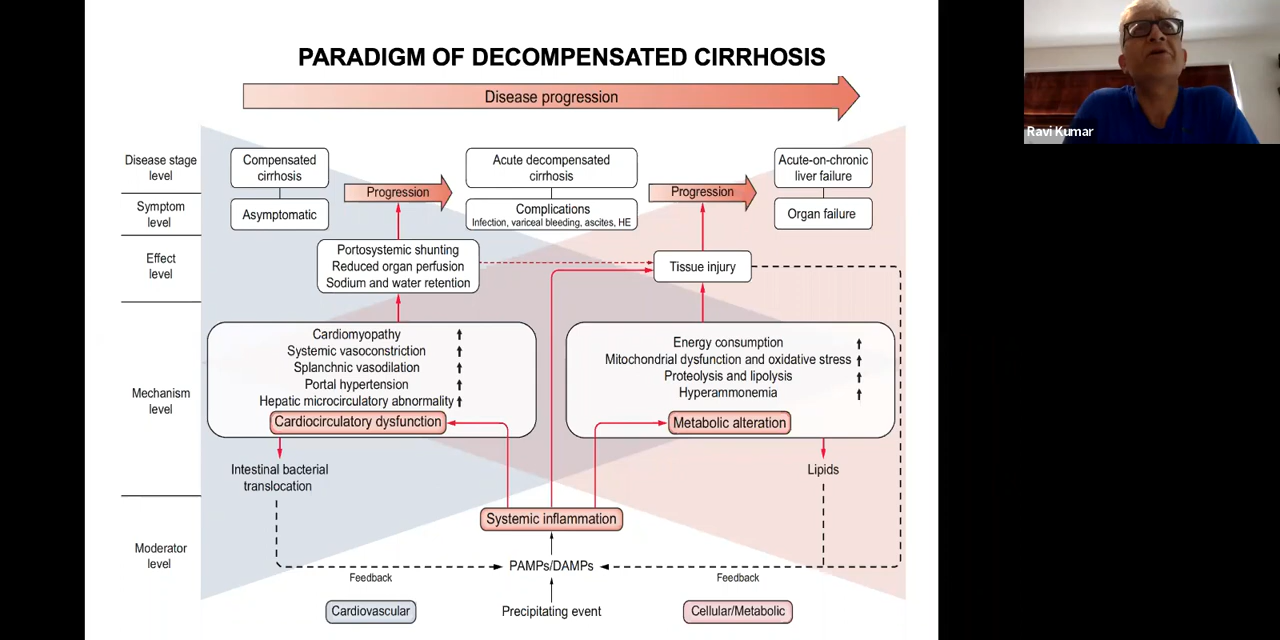 PARADIGM OF DECOMPENSATED CIRRHOSIS
Disease progression
Ravi Kumar
Disease stage
level
Compensated
cirrhosis
Acute decompensated
cirrhosis
Acute-on-chronic
liver failure
Progression
Progression
Symptom
level
Asymptomatic
Complications
Infection, variceal bleeding, ascites, HE
Organ failure
Effect
level
Portosystemic shunting
Reduced organ perfusion
Sodium and water retention
Tissue injury
Mechanism
level
Cardiomyopathy
Systemic vasoconstriction
Splanchnic vasodilation
Portal hypertension
Hepatic microcirculatory abnormality
Cardiocirculatory dysfunction
Energy consumption
Mitochondrial dysfunction and oxidative stress
Proteolysis and lipolysis
Hyperammonemia
Metabolic alteration
Intestinal bacterial
translocation
Lipids
Moderator
level
Systemic inflammation
PAMPs/DAMPs
Feedback
Feedback
Precipitating event
Cardiovascular
Cellular/Metabolic